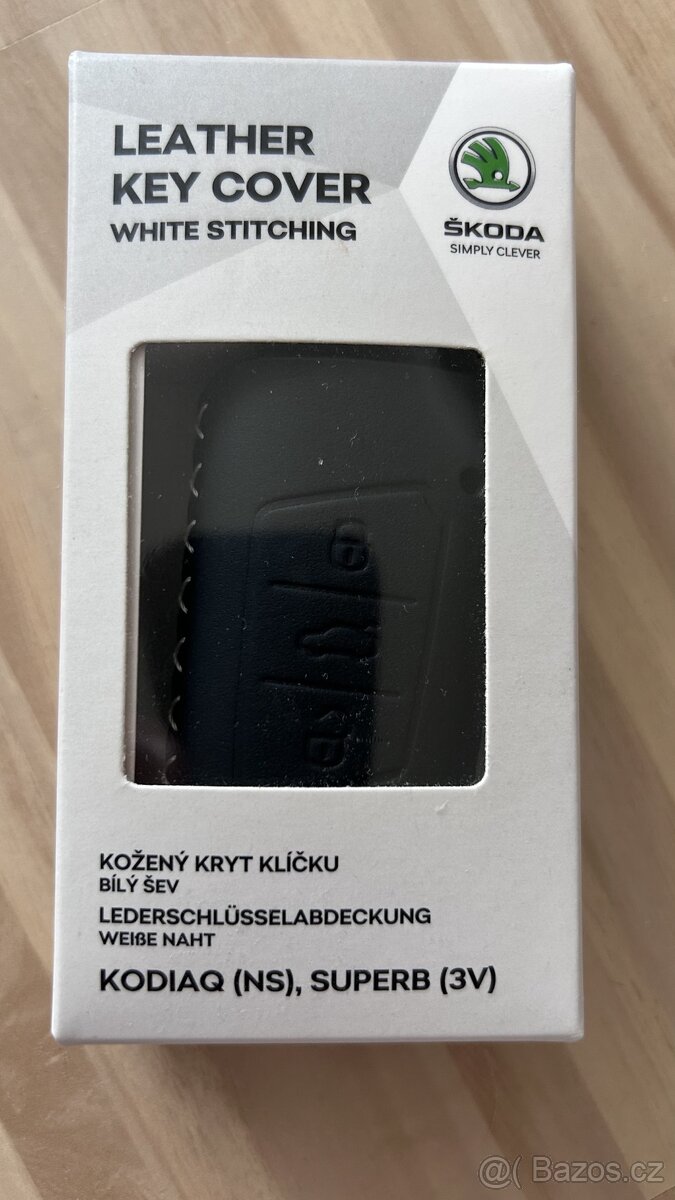 LEATHER
KEY COVER
WHITE STITCHING
ŠKODA
SIMPLY CLEVER
KOŽENÝ KRYT KLÍČKU
BÍLÝ ŠEV
LEDERSCHLÜSSELABDECKUNG
WEIßE NAHT
KODIAQ (NS), SUPERB (3V)
@( Bazos.cz